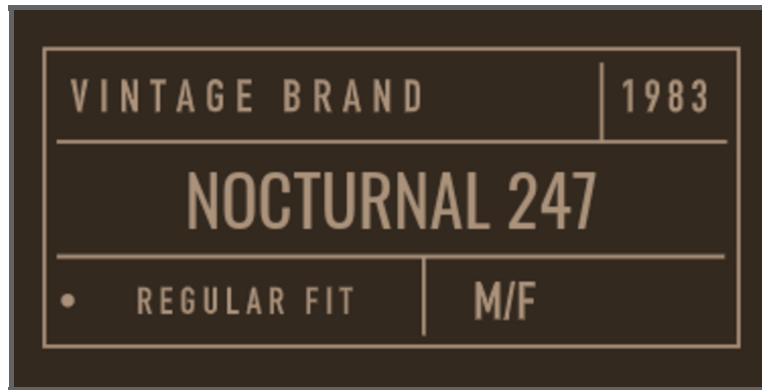 VINTAGE BRAND 1983
NOCTURNAL 247
• REGULAR FIT M/F